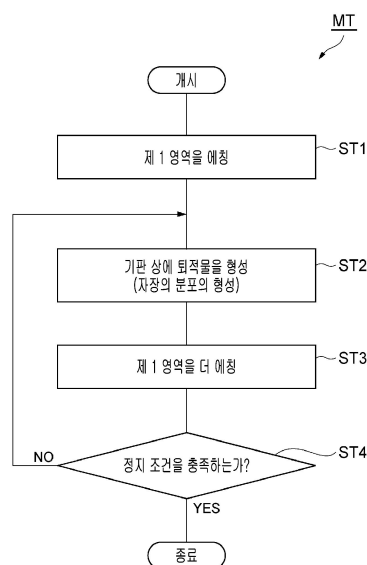 MT
개시
제 1 영역을 에칭
ST1
기판 상에 퇴적물을 형성
(자장의 분포의 형성)
ST2
제 1 영역을 더 에칭
ST3
정지 조건을 충족하는가?
ST4
NO
YES
종료